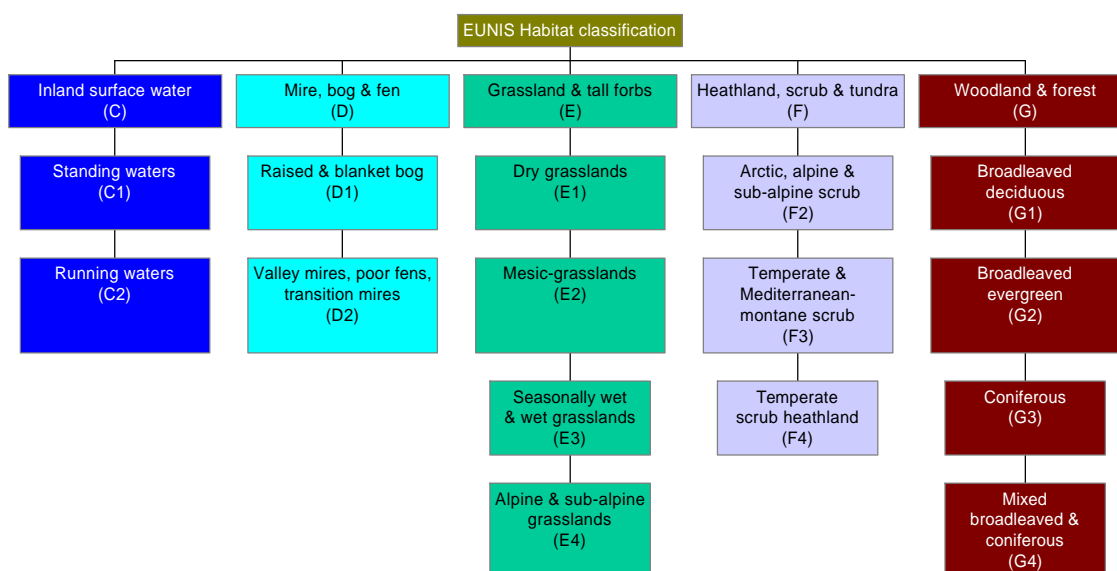 EUNIS Habitat classification
Inland surface water
(C)
Mire, bog & fen
(D)
Grassland & tall forbs
(E)
Heathland, scrub & tundra
(F)
Woodland & forest
(G)
Standing waters
(C1)
Raised & blanket bog
(D1)
Dry grasslands
(E1)
Arctic, alpine &
sub-alpine scrub
(F2)
Broadleaved
deciduous
(G1)
Running waters
(C2)
Valley mires, poor fens,
transition mires
(D2)
Mesic-grasslands
(E2)
Temperate &
Mediterranean-
montane scrub
(F3)
Broadleaved
evergreen
(G2)
Seasonally wet
& wet grasslands
(E3)
Temperate
scrub heathland
(F4)
Coniferous
(G3)
Alpine & sub-alpine
grasslands
(E4)
Mixed
broadleaved &
coniferous
(G4)